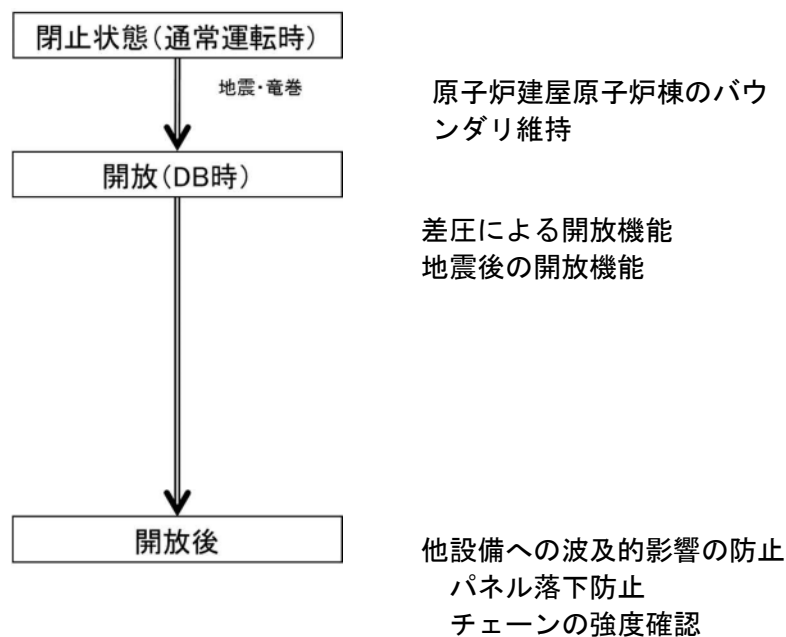 閉止状態(通常運転時)
地震・竜巻
原子炉建屋原子炉棟のバウ
ンダリ維持
開放(DB時)
差圧による開放機能
地震後の開放機能
開放後
他設備への波及的影響の防止
パネル落下防止
チェーンの強度確認